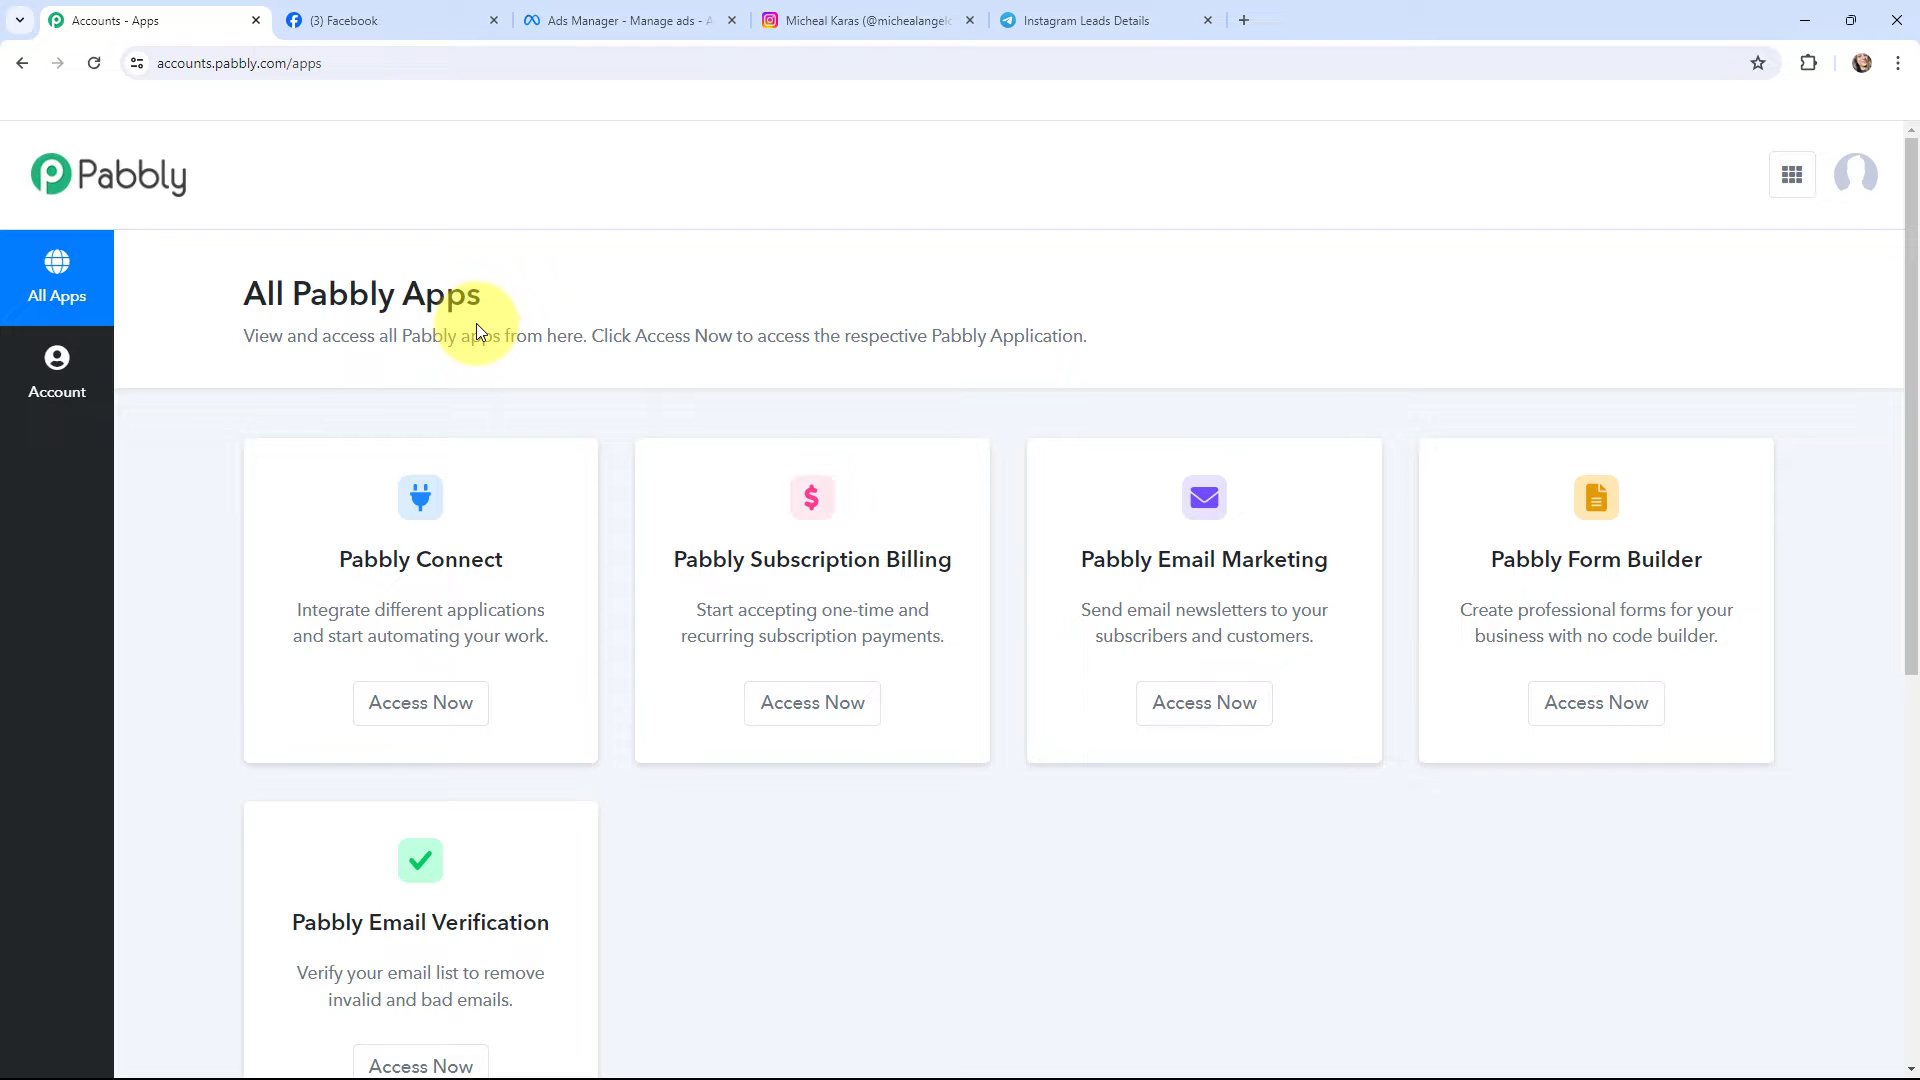 Accounts - Apps
(3) Facebook
Ads Manager - Manage ads - A
Micheal Karas (@michealangelo
Instagram Leads Details
accounts.pabbly.com/apps
Pabbly
All Apps
Account
All Pabbly Apps
View and access all Pabbly apps from here. Click Access Now to access the respective Pabbly Application.
Pabbly Connect
Integrate different applications
and start automating your work.
Access Now
Pabbly Subscription Billing
Start accepting one-time and
recurring subscription payments.
Access Now
Pabbly Email Marketing
Send email newsletters to your
subscribers and customers.
Access Now
Pabbly Form Builder
Create professional forms for your
business with no code builder.
Access Now
Pabbly Email Verification
Verify your email list to remove
invalid and bad emails.
Access Now